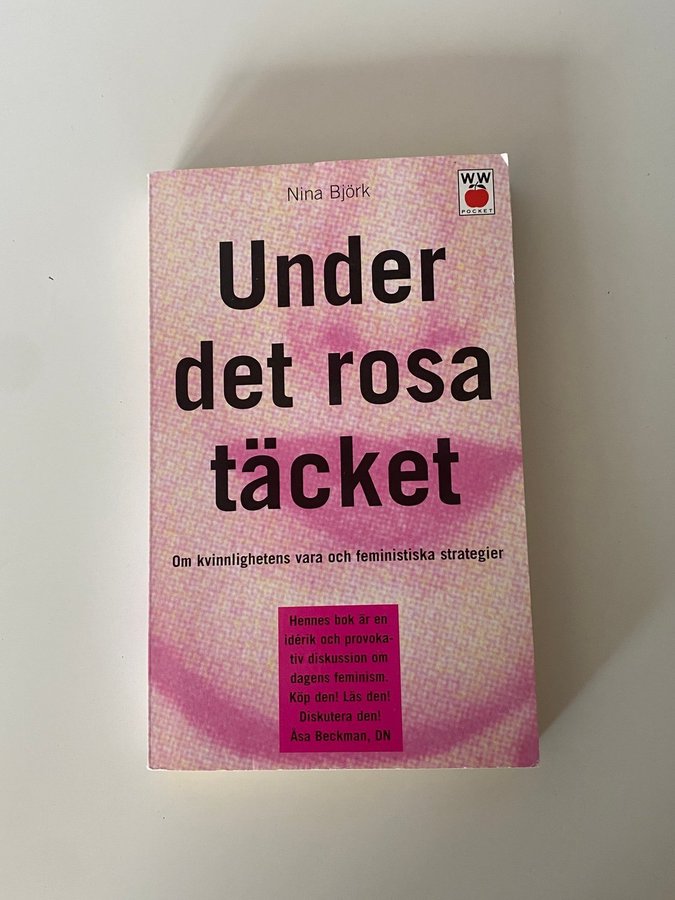 Nina Björk
WW
POCKET
Under
det rosa
täcket
Om kvinnlighetens vara och feministiska strategier
Hennes bok är en
idérik och provoka-
tiv diskussion om
dagens feminism.
Köp den! Läs den!
Diskutera den!
Åsa Beckman, DN